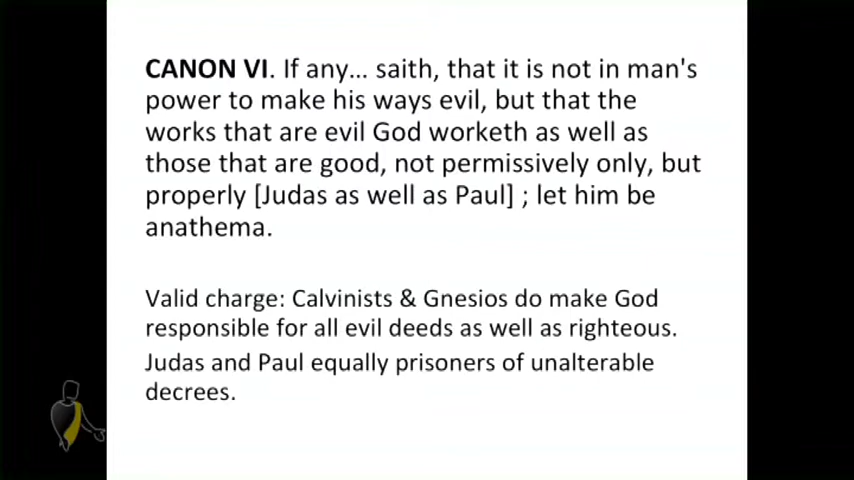 CANON VI. If any... saith, that it is not in man's
power to make his ways evil, but that the
works that are evil God worketh as well as
those that are good, not permissively only, but
properly [Judas as well as Paul] ; let him be
anathema.
Valid charge: Calvinists & Gnesios do make God
responsible for all evil deeds as well as righteous.
Judas and Paul equally prisoners of unalterable
decrees.